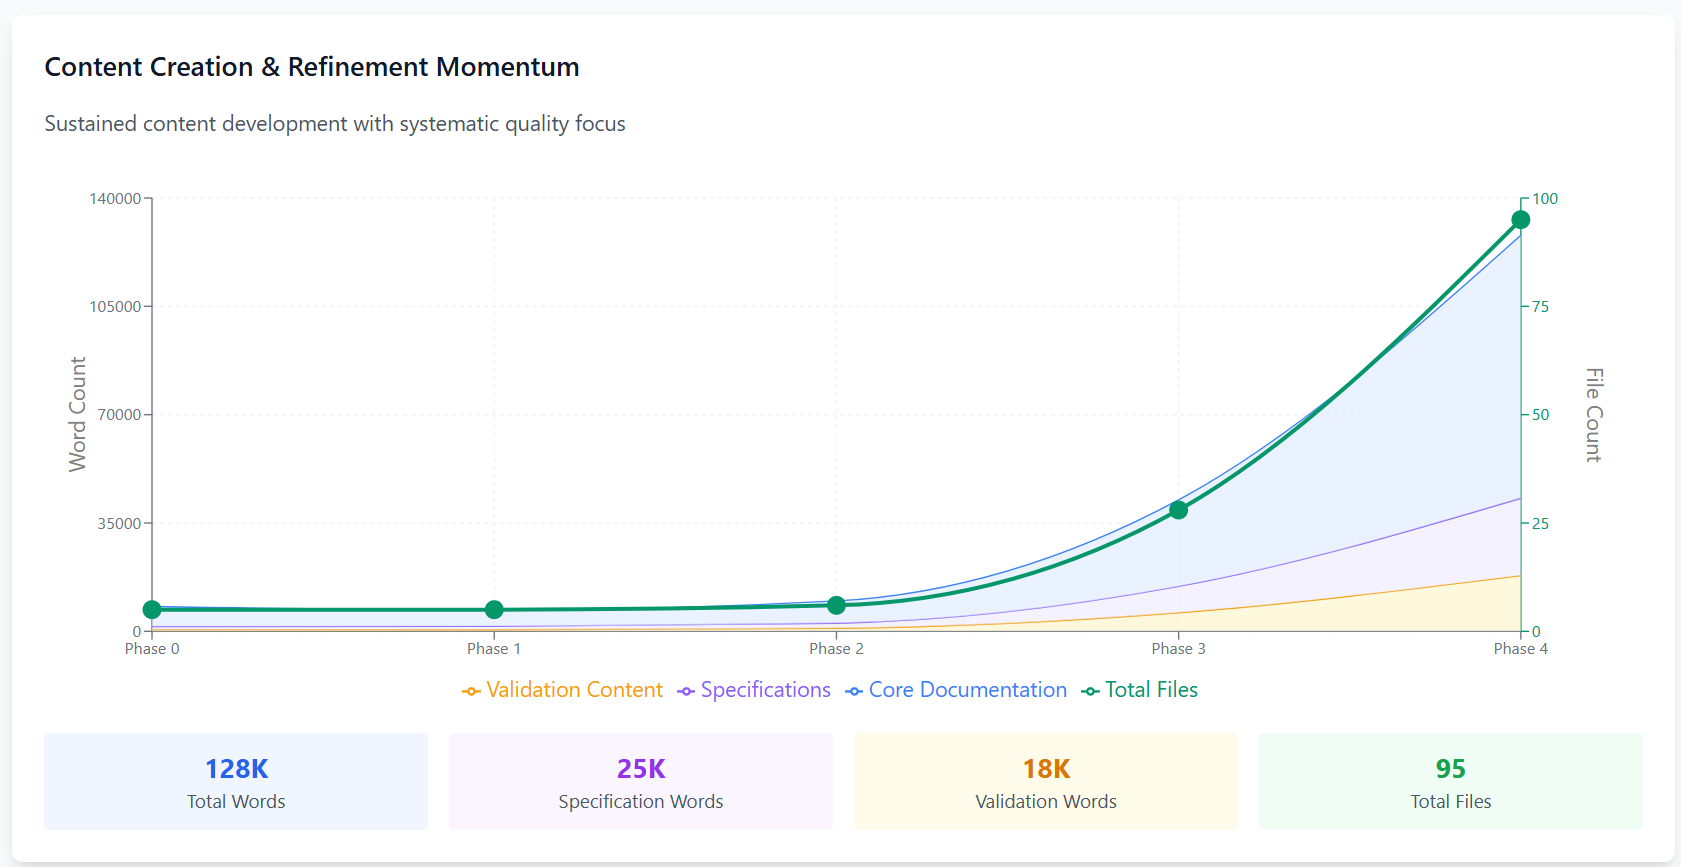 Content Creation & Refinement Momentum
Sustained content development with systematic quality focus
140000
105000
70000
35000
0
Word Count
100
75
50
25
0
File Count
Phase 0
Phase 1
Phase 2
Phase 3
Phase 4
Validation Content
Specifications
Core Documentation
Total Files
128K
Total Words
25K
Specification Words
18K
Validation Words
95
Total Files